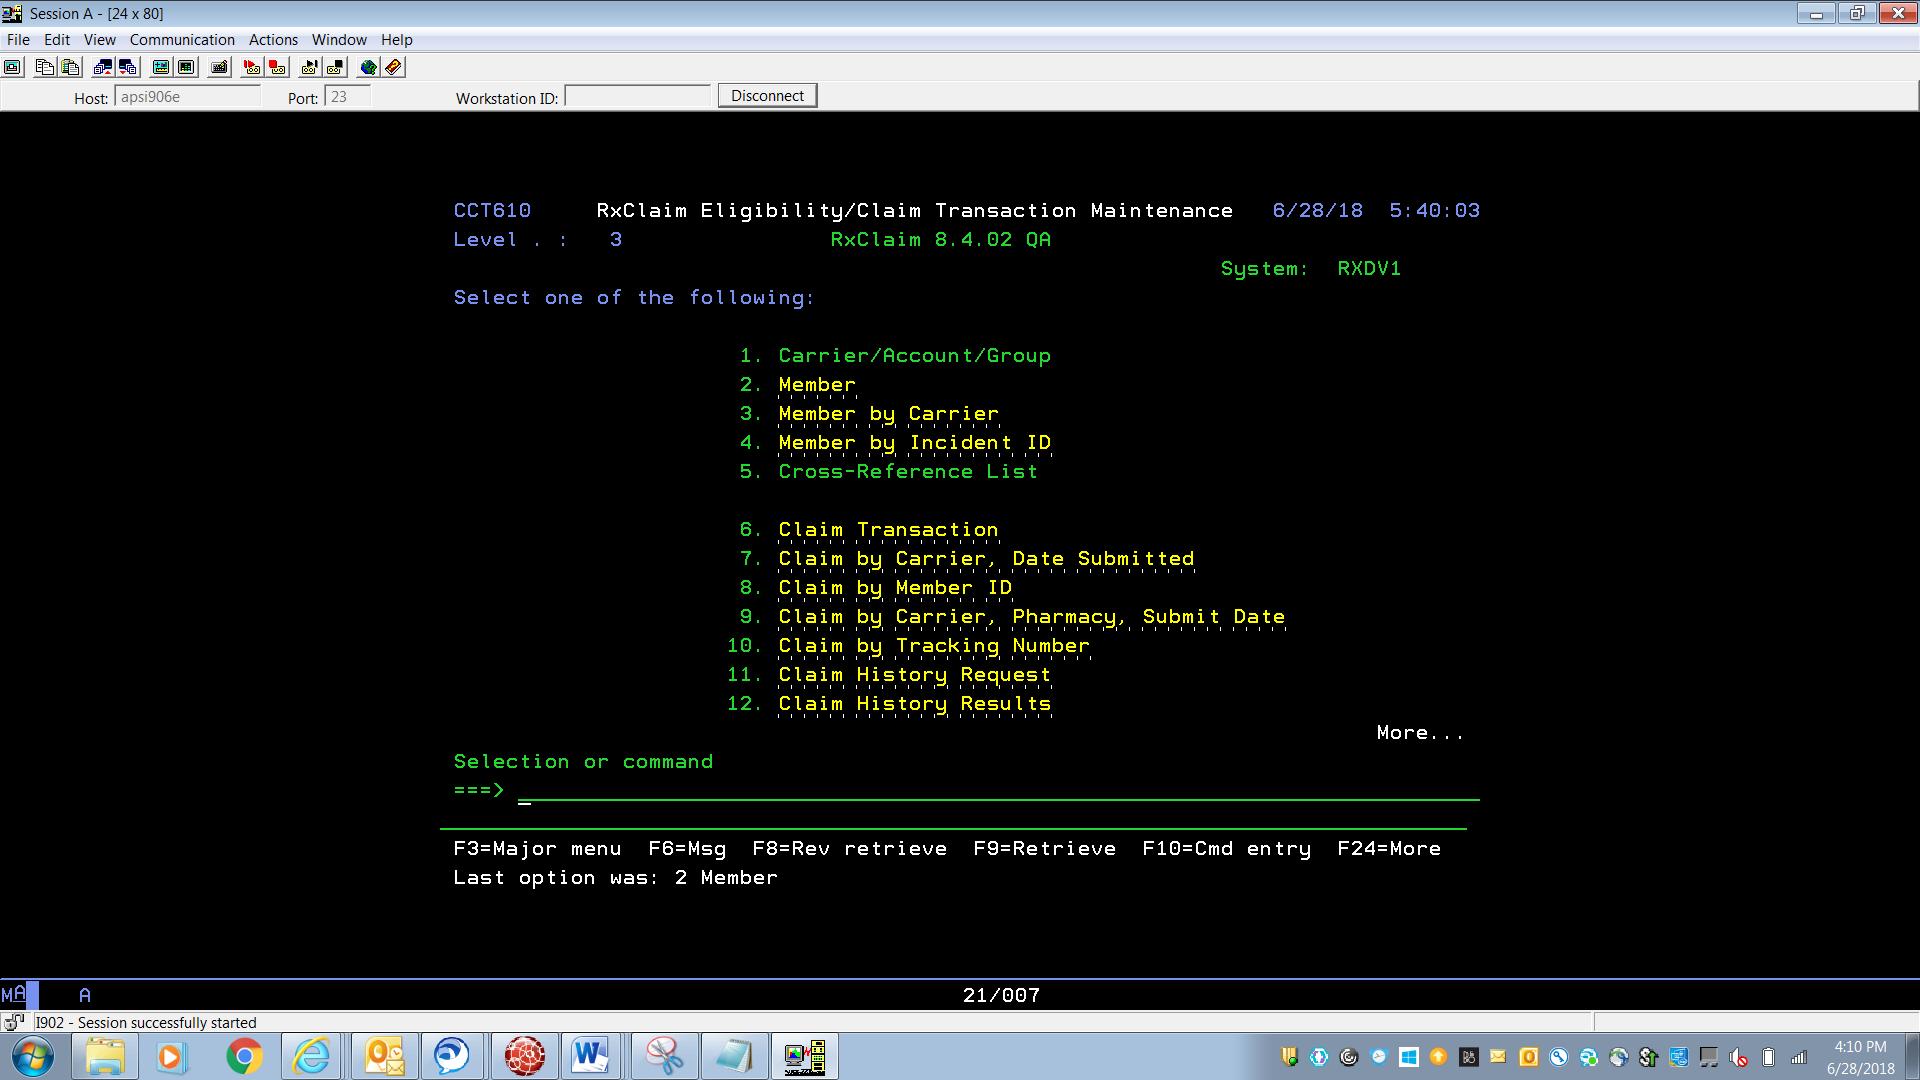 Session A - [24 x 80]
File Edit View Communication Actions Window Help
Host: apsi906e Port: 23 Workstation ID: Disconnect
CCT610 RxClaim Eligibility/Claim Transaction Maintenance 6/28/18 5:40:03
Level . : 3 RxClaim 8.4.02 QA
System: RXDV1
Select one of the following:
1. Carrier/Account/Group
2. Member
3. Member by Carrier
4. Member by Incident ID
5. Cross-Reference List
6. Claim Transaction
7. Claim by Carrier, Date Submitted
8. Claim by Member ID
9. Claim by Carrier, Pharmacy, Submit Date
10. Claim by Tracking Number
11. Claim History Request
12. Claim History Results
More...
Selection or command
===>
F3=Major menu F6=Msg F8=Rev retrieve F9=Retrieve F10=Cmd entry F24=More
Last option was: 2 Member
MA A 21/007
I902 - Session successfully started
4:10 PM
6/28/2018